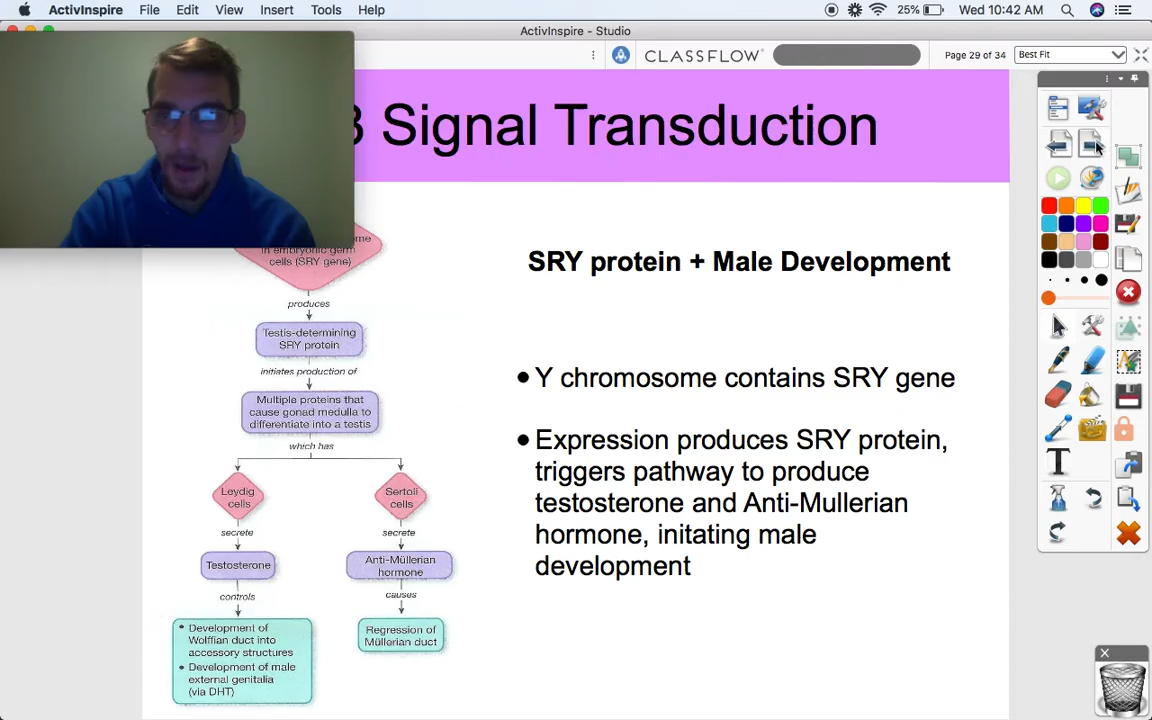 ActivInspire File Edit View Insert Tools Help
25% Wed 10:42 AM
ActivInspire - Studio
CLASSFLOW
Page 29 of 34
Best Fit
Signal Transduction
in embryonic germ
cells (SRY gene)
produces
Testis-determining
SRY protein
initiates production of
Multiple proteins that
cause gonad medulla to
differentiate into a testis
which has
Leydig
cells
Sertoli
cells
secrete
secrete
Testosterone
Anti-Müllerian
hormone
controls
causes
• Development of
Wolffian duct into
accessory structures
• Development of male
external genitalia
(via DHT)
Regression of
Müllerian duct
SRY protein + Male Development
• Y chromosome contains SRY gene
• Expression produces SRY protein,
triggers pathway to produce
testosterone and Anti-Mullerian
hormone, initating male
development
T